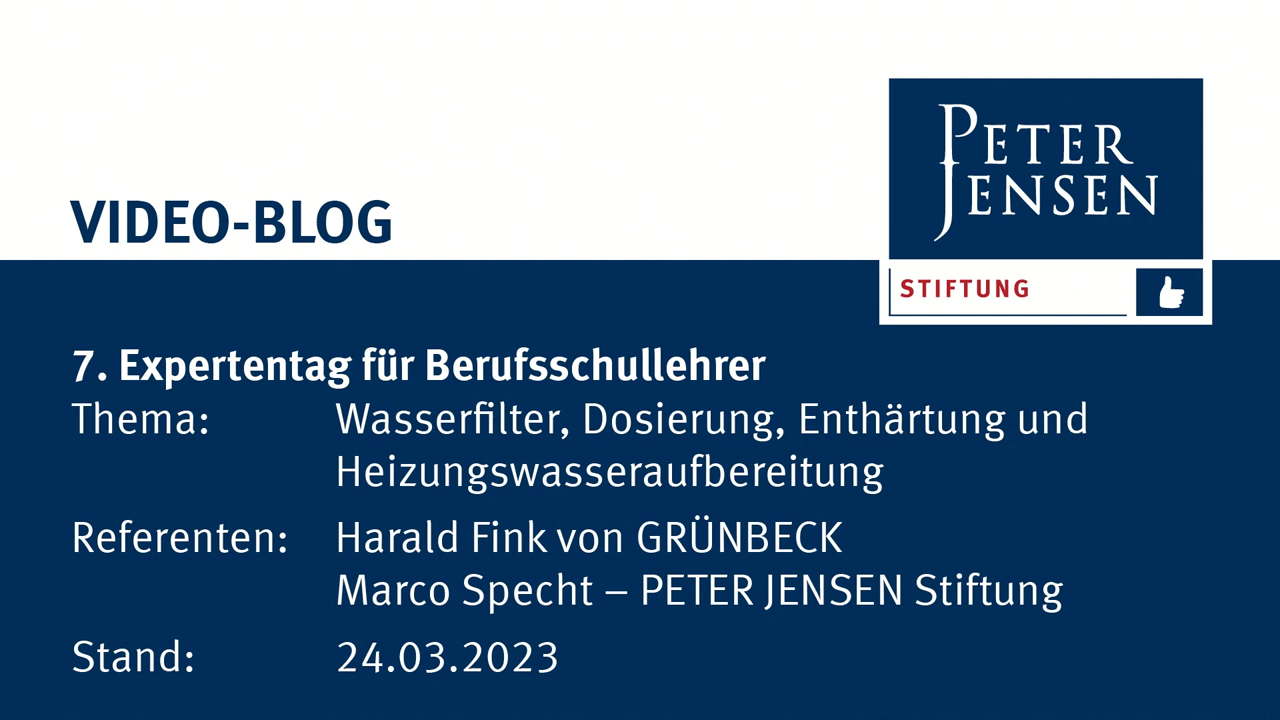 PETER
JENSEN
STIFTUNG
VIDEO-BLOG
7. Expertentag für Berufsschullehrer
Thema: Wasserfilter, Dosierung, Enthärtung und
Heizungswasseraufbereitung
Referenten: Harald Fink von GRÜNBECK
Marco Specht – PETER JENSEN Stiftung
Stand: 24.03.2023